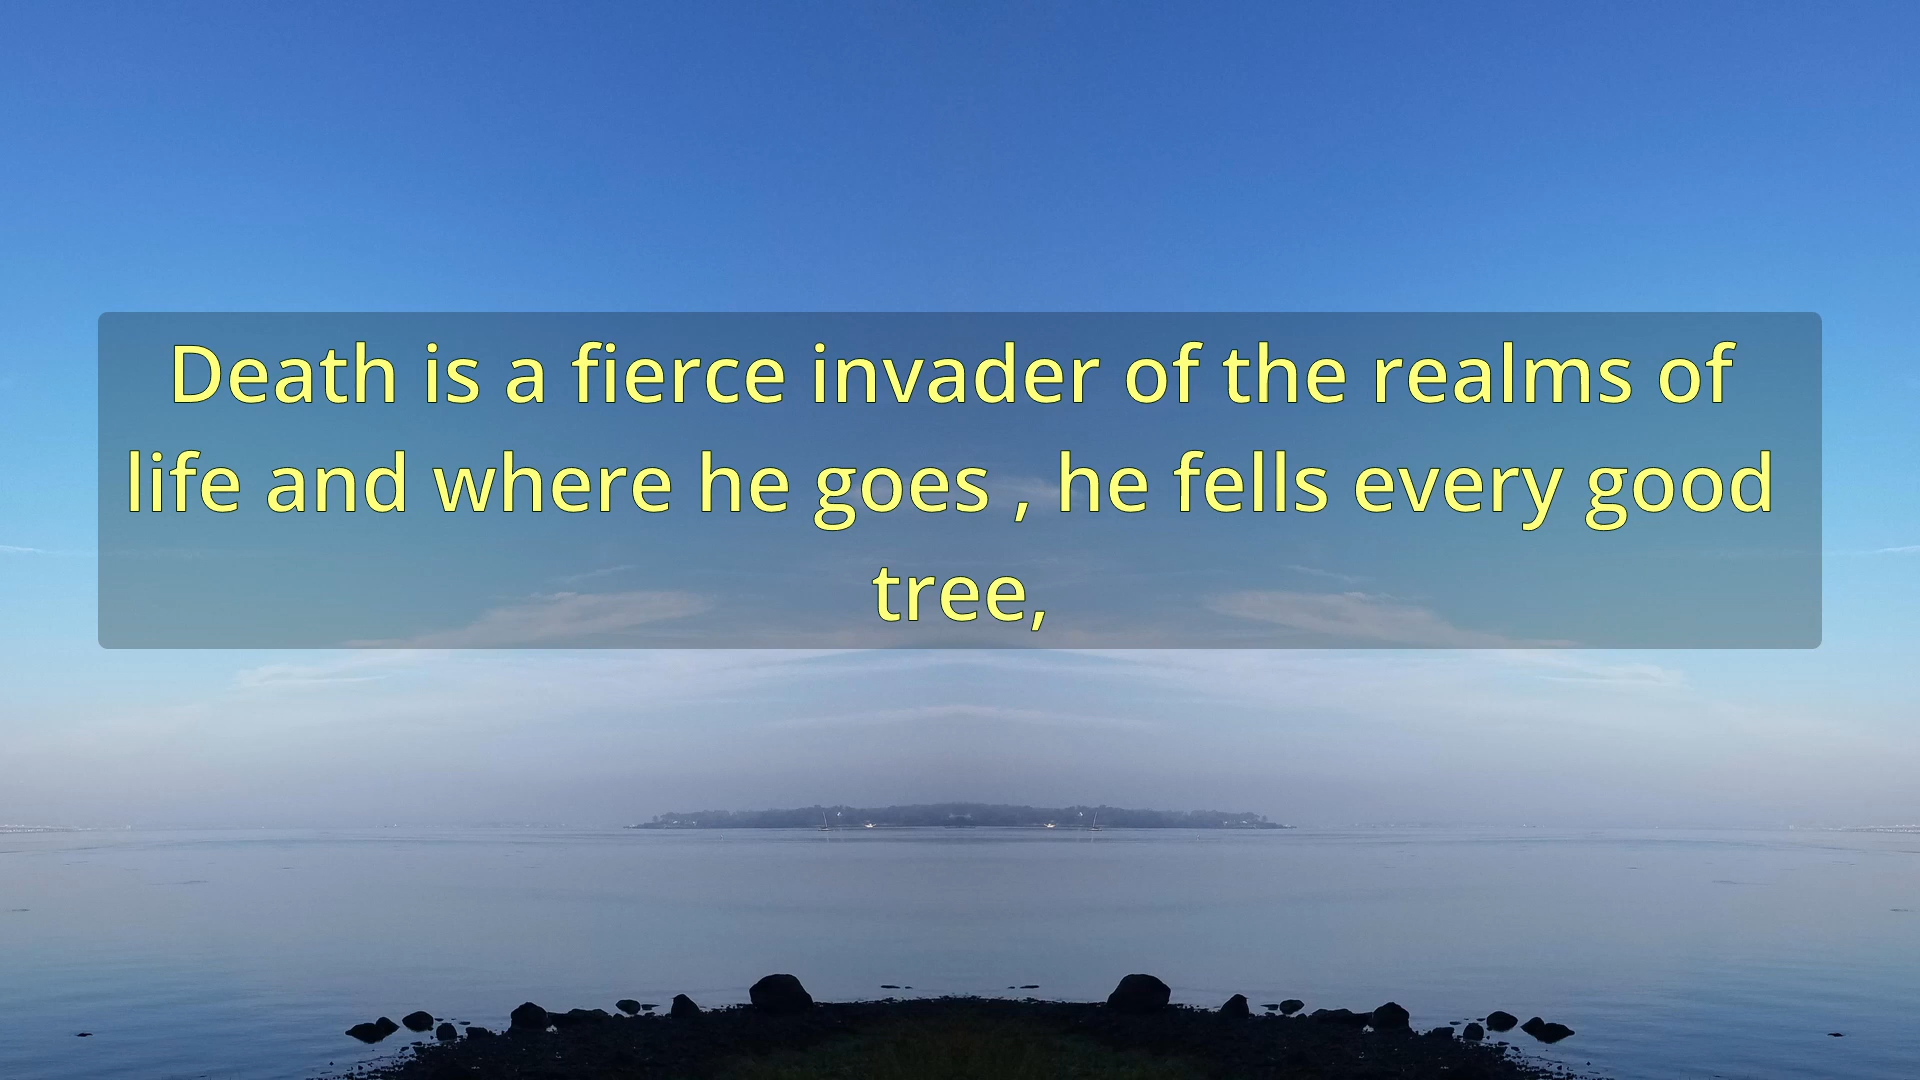 Death is a fierce invader of the realms of
life and where he goes , he fells every good
tree,